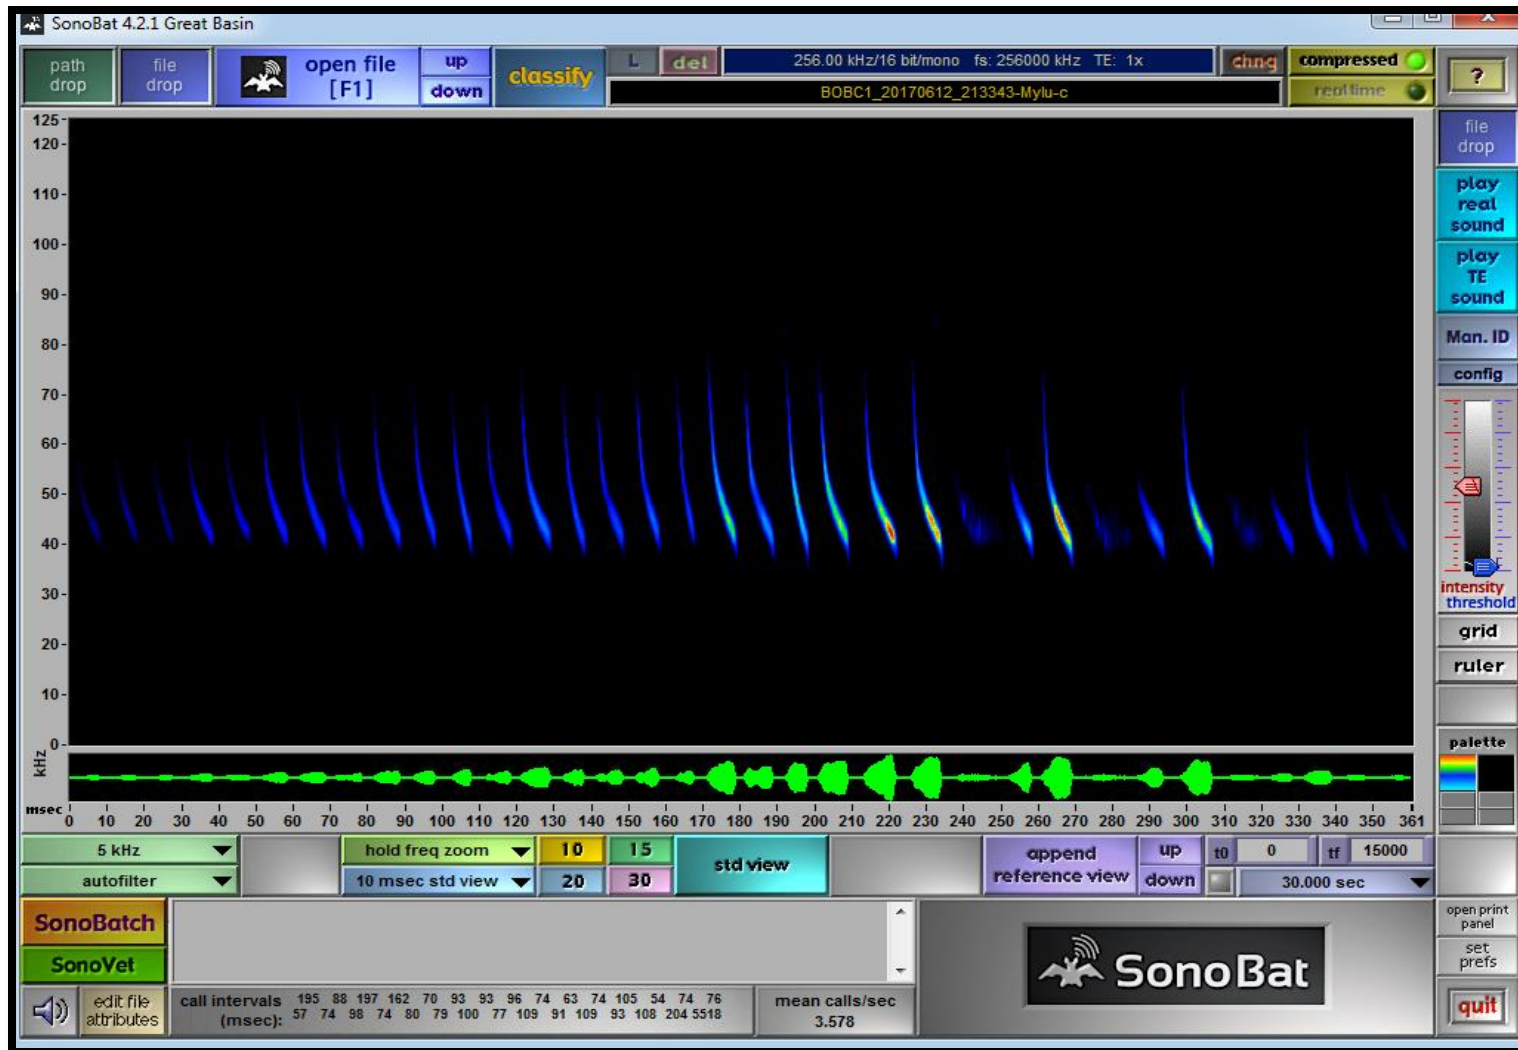 SonoBat 4.2.1 Great Basin
path drop
file drop
open file [F1]
up
down
classify
L
del
256.00 kHz/16 bit/mono fs: 256000 kHz TE: 1x
BOBC1_20170612_213343-Mylu-c
chng
compressed
realtime
?
125
120
110
100
90
80
70
60
50
40
30
20
10
0
kHz
file drop
play real sound
play TE sound
Man. ID
config
intensity
threshold
grid
ruler
palette
msec
0 10 20 30 40 50 60 70 80 90 100 110 120 130 140 150 160 170 180 190 200 210 220 230 240 250 260 270 280 290 300 310 320 330 340 350 361
5 kHz
autofilter
hold freq zoom
10 msec std view
10 15
20 30
std view
append reference view
up
down
t0 0 tf 15000
30.000 sec
SonoBatch
SonoVet
edit file attributes
call intervals 195 88 197 162 70 93 93 96 74 63 74 105 54 74 76
(msec): 57 74 98 74 80 79 100 77 109 91 109 93 108 204 5518
mean calls/sec
3.578
SonoBat
open print panel
set prefs
quit